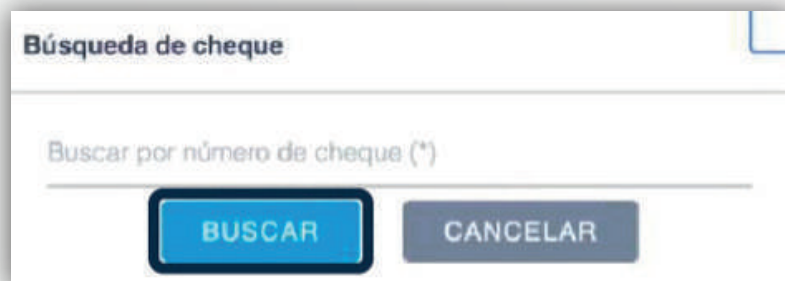 Búsqueda de cheque
Buscar por número de cheque (*)
BUSCAR CANCELAR